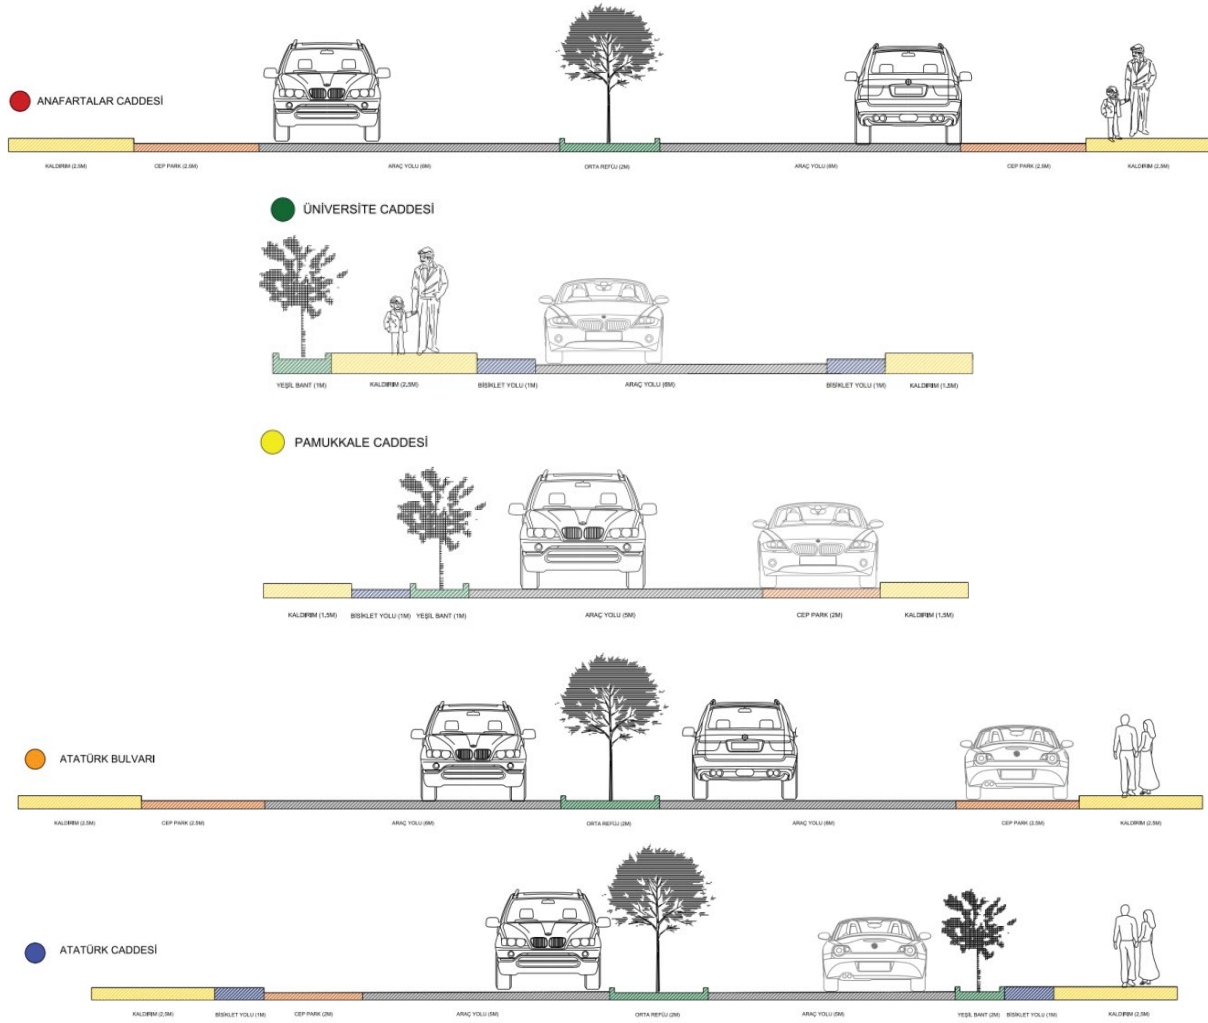 ANAFARTALAR CADDESİ
KALDIRIM (2,5M) CEP PARK (2,5M) ARAÇ YOLU (6M) ORTA REFÜJ (2M) ARAÇ YOLU (6M) CEP PARK (2,5M) KALDIRIM (2,5M)
ÜNİVERSİTE CADDESİ
YEŞİL BANT (1M) KALDIRIM (2,5M) BİSİKLET YOLU (1M) ARAÇ YOLU (6M) BİSİKLET YOLU (1M) KALDIRIM (1,5M)
PAMUKKALE CADDESİ
KALDIRIM (1,5M) BİSİKLET YOLU (1M) YEŞİL BANT (1M) ARAÇ YOLU (5M) CEP PARK (2M) KALDIRIM (1,5M)
ATATÜRK BULVARI
KALDIRIM (2,5M) CEP PARK (2,5M) ARAÇ YOLU (6M) ORTA REFÜJ (2M) ARAÇ YOLU (6M) CEP PARK (2,5M) KALDIRIM (2,5M)
ATATÜRK CADDESİ
KALDIRIM (2,5M) BİSİKLET YOLU (1M) CEP PARK (2M) ARAÇ YOLU (5M) ORTA REFÜJ (2M) ARAÇ YOLU (5M) YEŞİL BANT (2M) BİSİKLET YOLU (1M) KALDIRIM (2,5M)